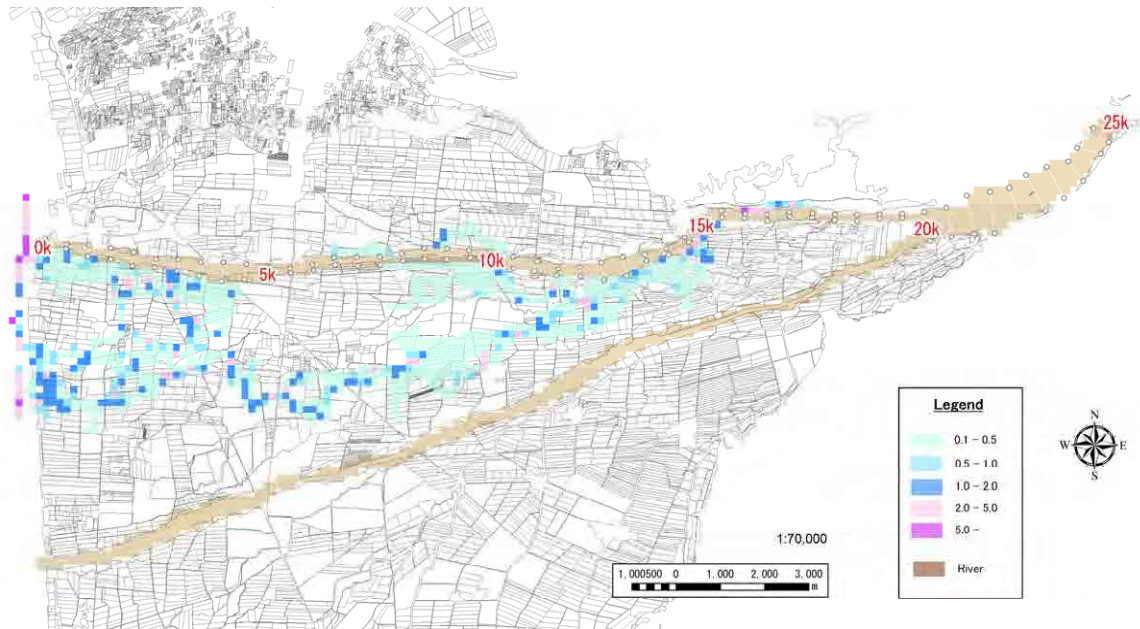 25k
15k
20k
0k
5k
10k
Legend
0.1 - 0.5
0.5 - 1.0
1.0 - 2.0
2.0 - 5.0
5.0 -
River
N
W
E
S
1:70,000
1,000500 0 1,000 2,000 3,000
m